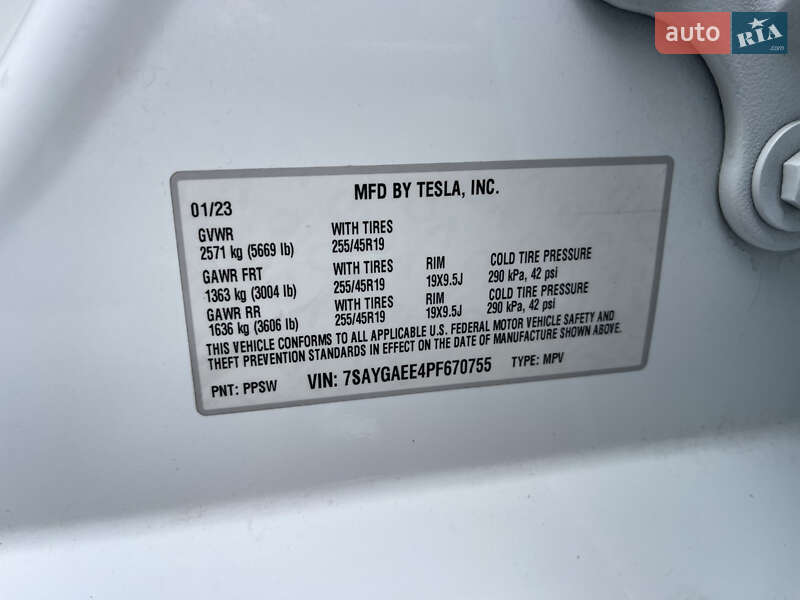 auto RIA.com
MFD BY TESLA, INC.
01/23
GVWR WITH TIRES
2571 kg (5669 lb) 255/45R19
GAWR FRT WITH TIRES RIM COLD TIRE PRESSURE
1363 kg (3004 lb) 255/45R19 19X9.5J 290 kPa, 42 psi
GAWR RR WITH TIRES RIM COLD TIRE PRESSURE
1636 kg (3606 lb) 255/45R19 19X9.5J 290 kPa, 42 psi
THIS VEHICLE CONFORMS TO ALL APPLICABLE U.S. FEDERAL MOTOR VEHICLE SAFETY AND
THEFT PREVENTION STANDARDS IN EFFECT ON THE DATE OF MANUFACTURE SHOWN ABOVE.
PNT: PPSW VIN: 7SAYGAEE4PF670755 TYPE: MPV